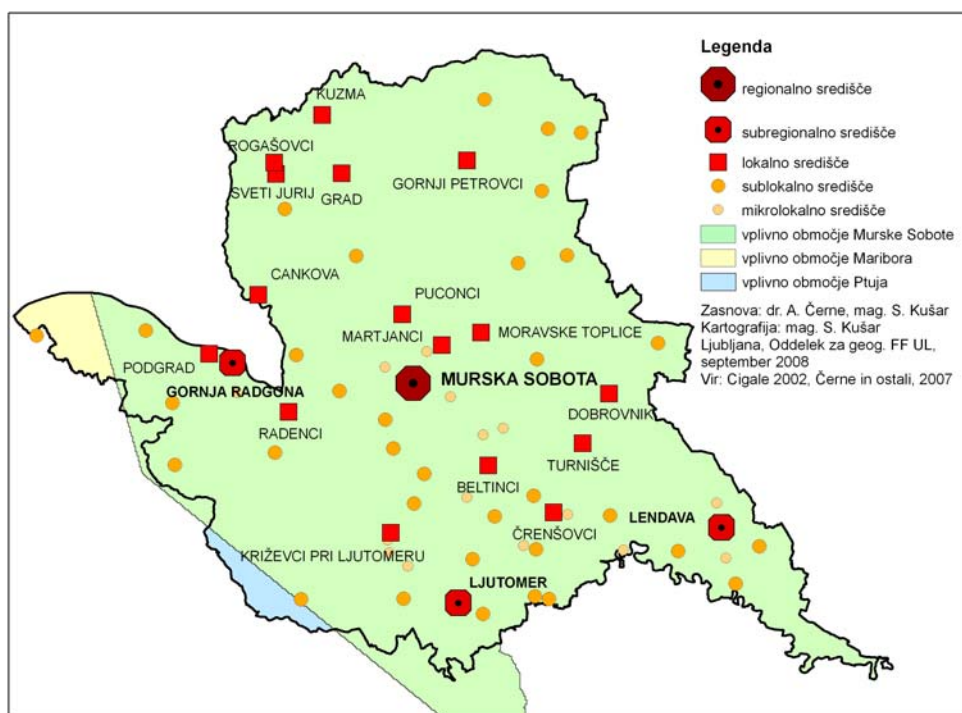 Legenda
regionalno središče
subregionalno središče
lokalno središče
sublokalno središče
mikrolokalno središče
vplivno območje Murske Sobote
vplivno območje Maribora
vplivno območje Ptuja
Zasnova: dr. A. Černe, mag. S. Kušar
Kartografija: mag. S. Kušar
Ljubljana, Oddelek za geog. FF UL,
september 2008
Vir: Cigale 2002, Černe in ostali, 2007
KUZMA
ROGAŠOVCI
SVETI JURIJ
GRAD
GORNJI PETROVCI
CANKOVA
PUCONCI
MARTJANCI
MORAVSKE TOPLICE
PODGRAD
GORNJA RADGONA
MURSKA SOBOTA
RADENCI
DOBROVNIK
TURNIŠČE
BELTINCI
ČRENŠOVCI
LENDAVA
KRIŽEVCI PRI LJUTOMERU
LJUTOMER